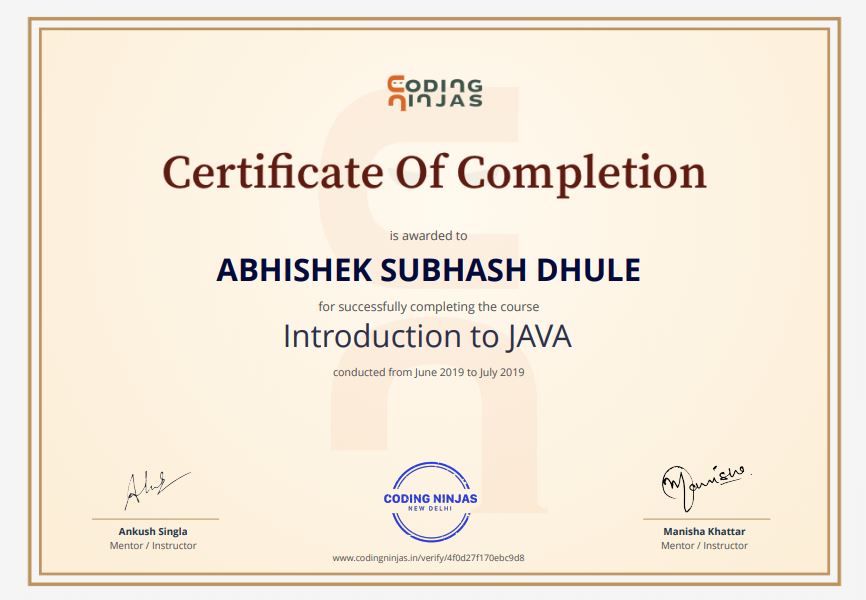 CODING
NINJAS
Certificate Of Completion
is awarded to
ABHISHEK SUBHASH DHULE
for successfully completing the course
Introduction to JAVA
conducted from June 2019 to July 2019
Manisha
CODING NINJAS
NEW DELHI
Ankush Singla
Mentor / Instructor
Manisha Khattar
Mentor / Instructor
www.codingninjas.in/verify/4f0d27f170ebc9d8